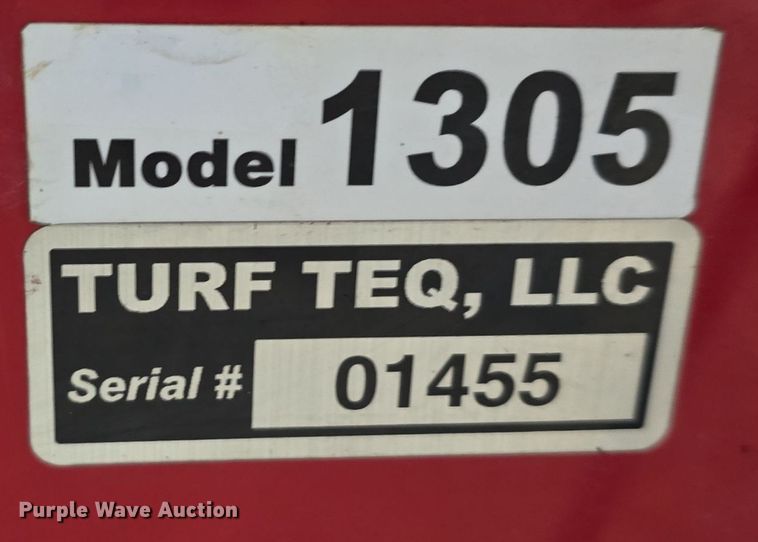 Model 1305
TURF TEQ, LLC
Serial # 01455
Purple Wave Auction